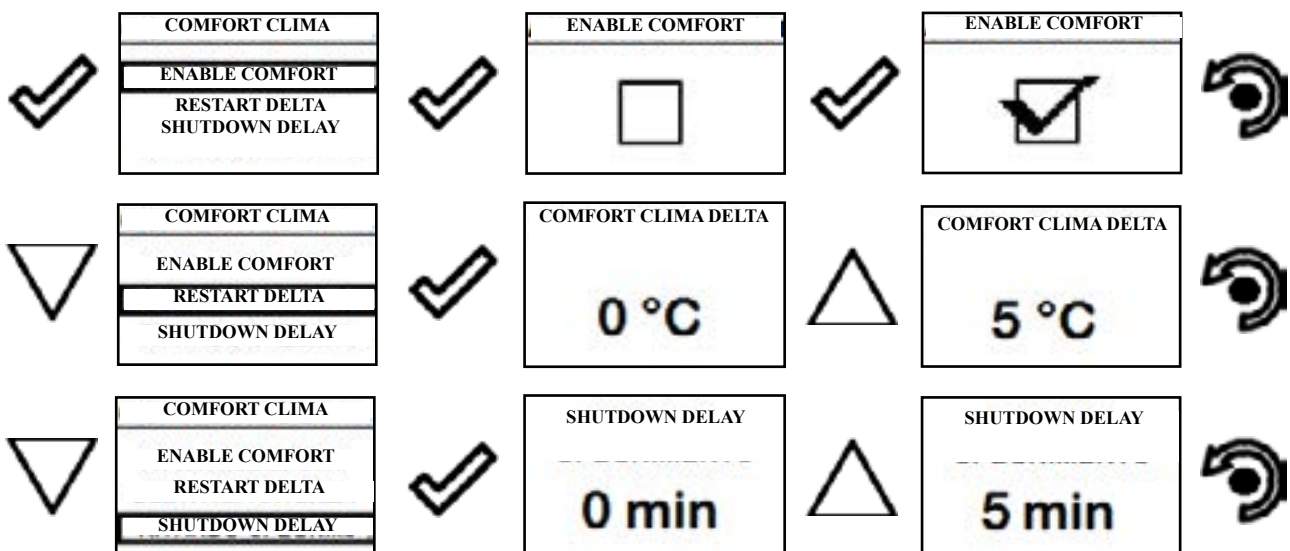 COMFORT CLIMA
ENABLE COMFORT
RESTART DELTA
SHUTDOWN DELAY
ENABLE COMFORT
ENABLE COMFORT
COMFORT CLIMA
ENABLE COMFORT
RESTART DELTA
SHUTDOWN DELAY
COMFORT CLIMA DELTA
0 °C
COMFORT CLIMA DELTA
5 °C
COMFORT CLIMA
ENABLE COMFORT
RESTART DELTA
SHUTDOWN DELAY
SHUTDOWN DELAY
0 min
SHUTDOWN DELAY
5 min